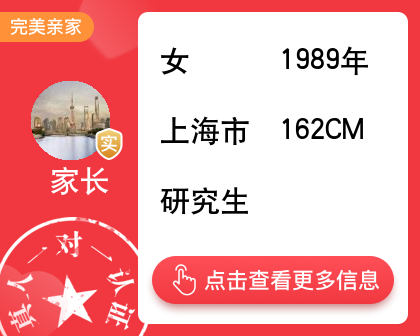 完美亲家
女 1989年
上海市 162CM
实
家长
研究生
真人一对一认证
点击查看更多信息